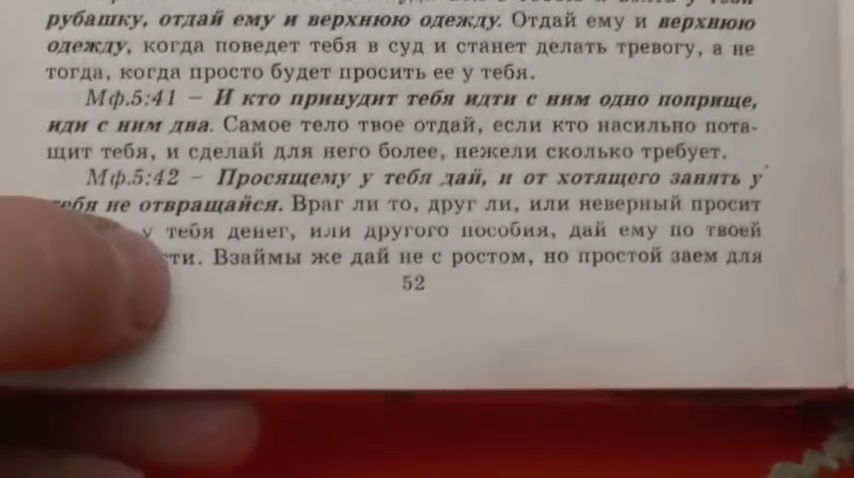 рубашку, отдай ему и верхнюю одежду. Отдай ему и верхнюю
одежду, когда поведет тебя в суд и станет делать тревогу, а не
тогда, когда просто будет просить ее у тебя.
Мф.5:41 – И кто принудит тебя идти с ним одно поприще,
иди с ним два. Самое тело твое отдай, если кто насильно пота-
щит тебя, и сделай для него более, нежели сколько требует.
Мф.5:42 – Просящему у тебя дай, и от хотящего занять у
тебя не отвращайся. Враг ли то, друг ли, или неверный просит
у тебя денег, или другого пособия, дай ему по твоей
Взаймы же дай не с ростом, но простой заем для
52